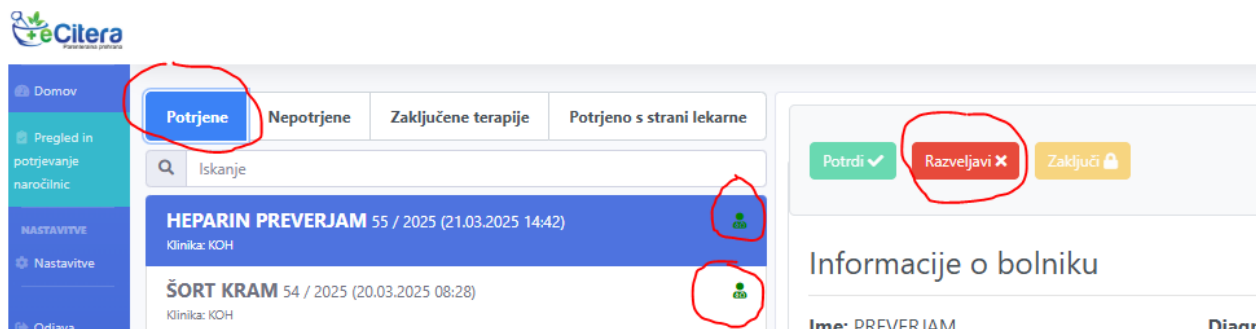 eCitera
Parenteralna prehrana
Domov
Pregled in
potrjevanje
naročilnic
NASTAVITVE
Nastavitve
Odjava
Potrjene Nepotrjene Zaključene terapije Potrjeno s strani lekarne
Iskanje
HEPARIN PREVERJAM 55 / 2025 (21.03.2025 14:42)
Klinika: KOH
ŠORT KRAM 54 / 2025 (20.03.2025 08:28)
Klinika: KOH
Potrdi Razveljavi Zaključi
Informacije o bolniku
Ime: PREVERJAM Diagn